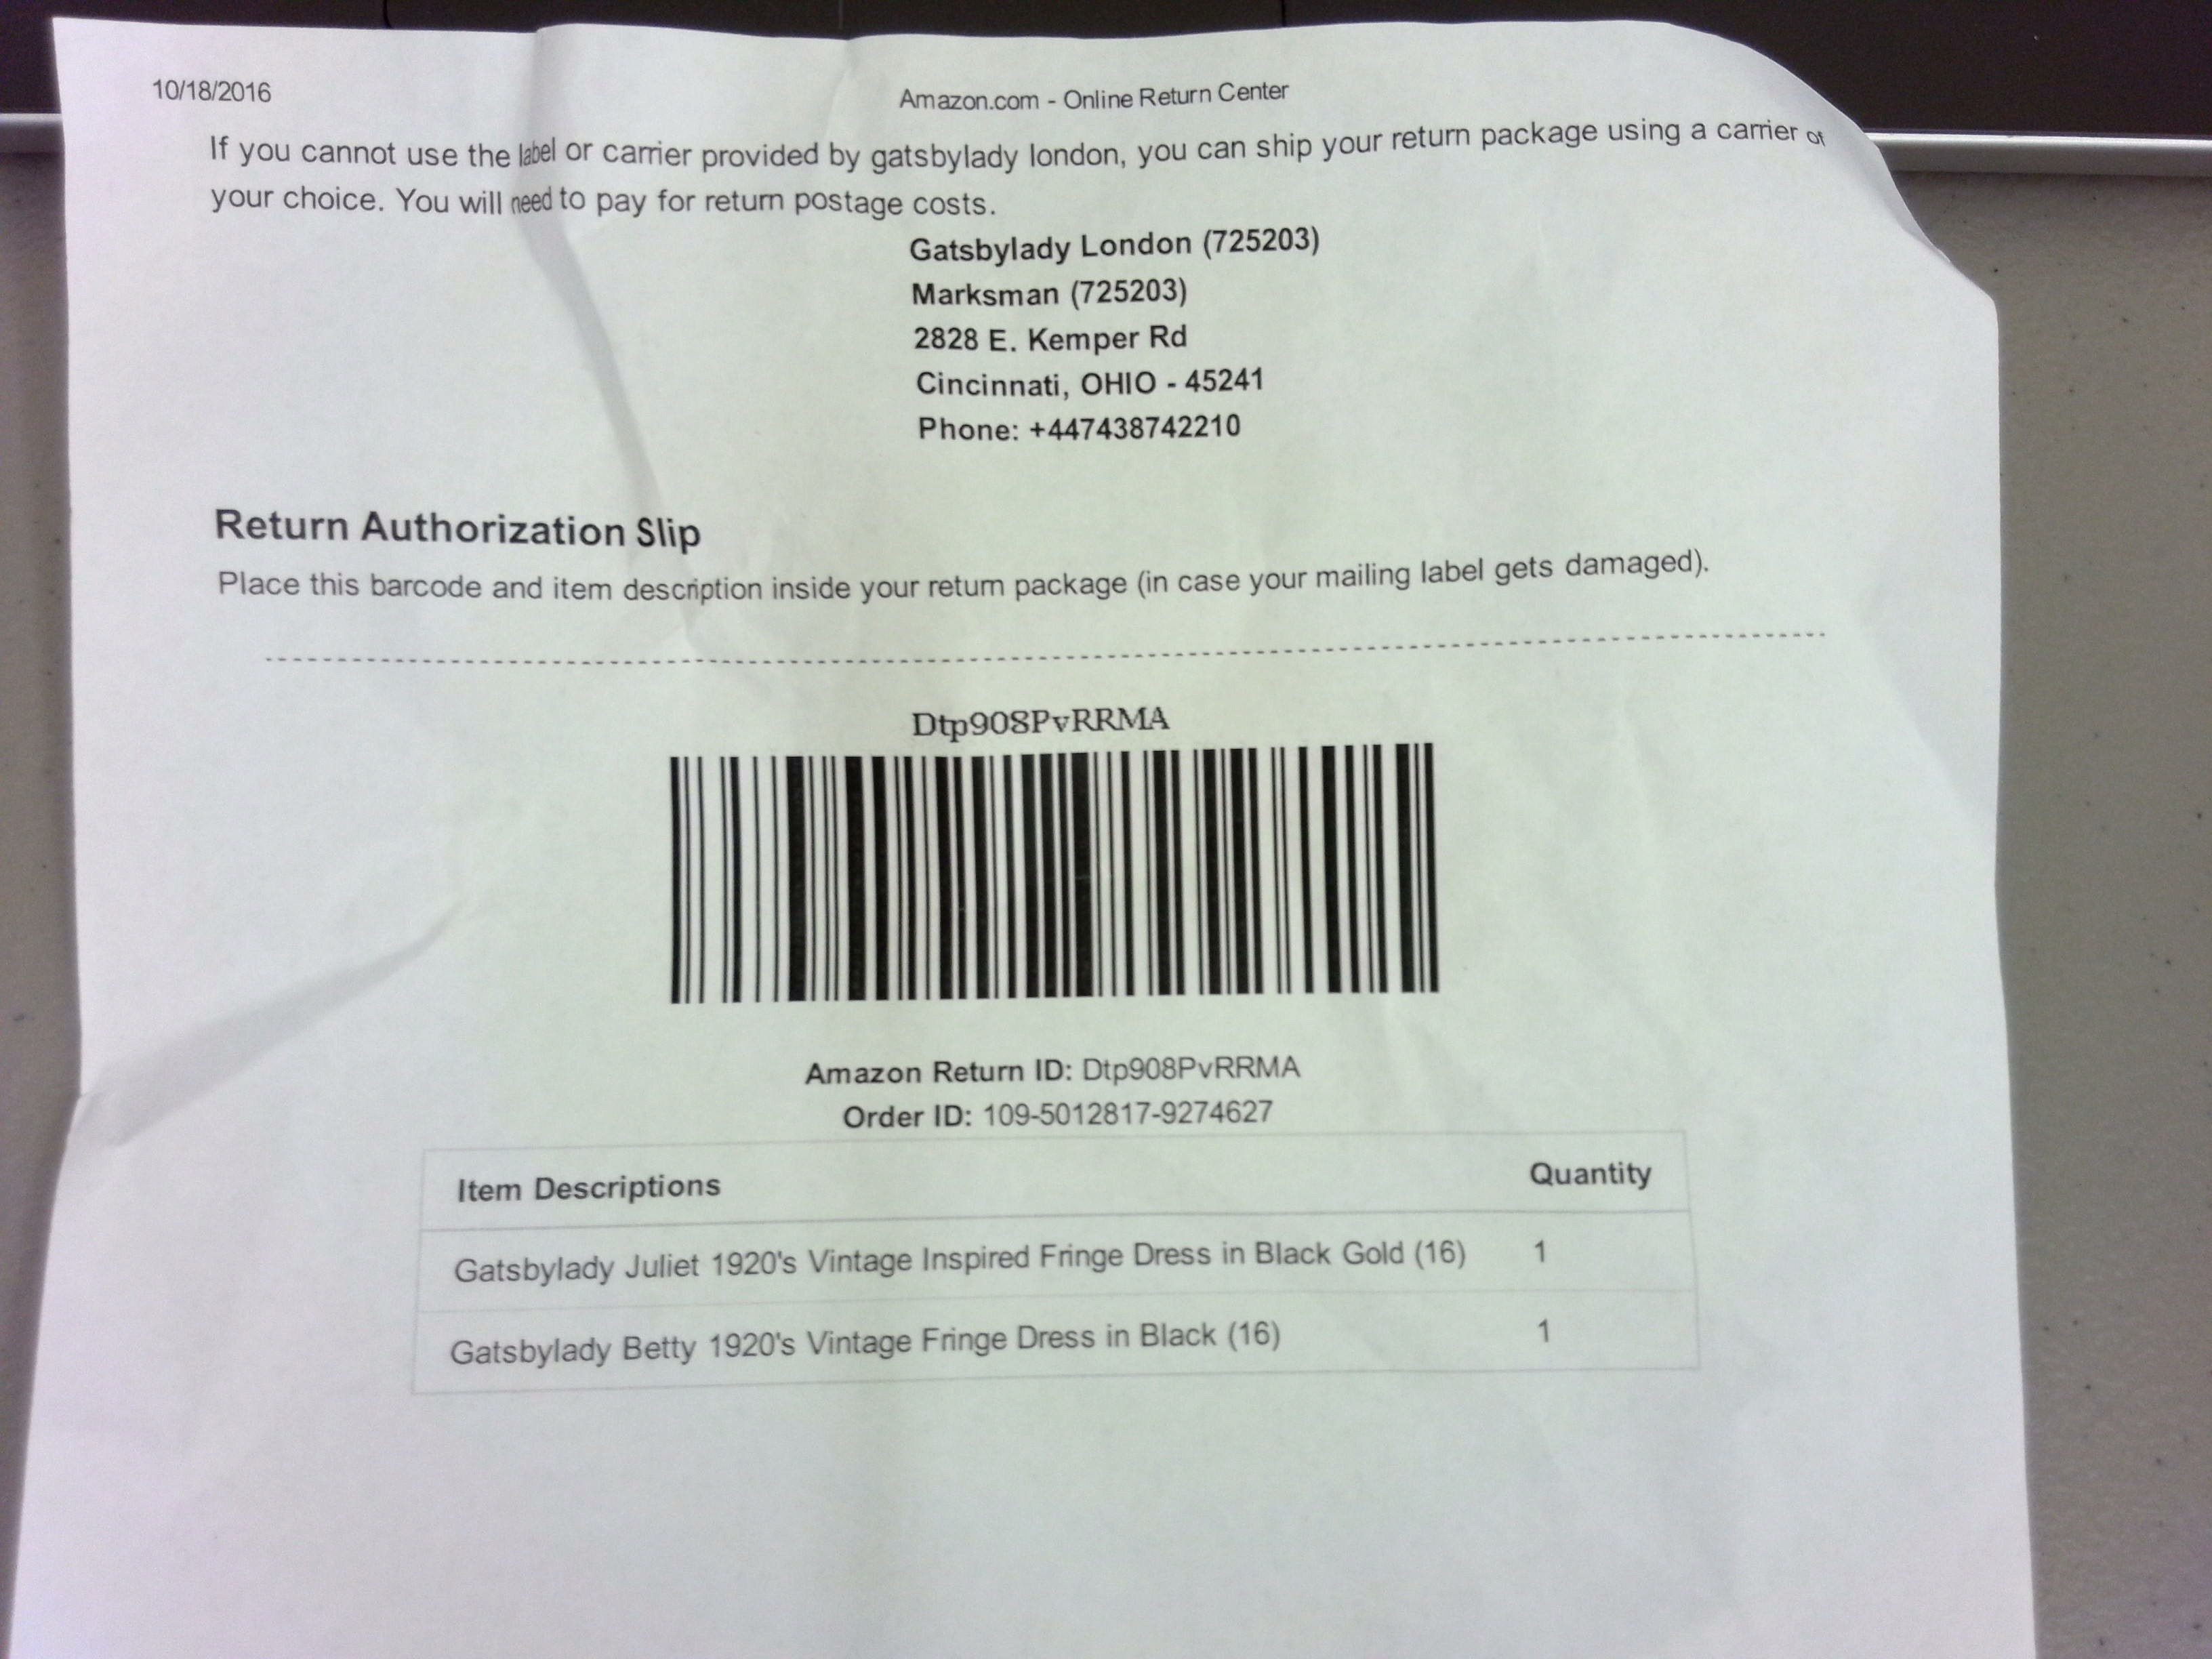 10/18/2016
Amazon.com - Online Return Center
If you cannot use the label or carrier provided by gatsbylady london, you can ship your return package using a carrier of
your choice. You will need to pay for return postage costs.
Gatsbylady London (725203)
Marksman (725203)
2828 E. Kemper Rd
Cincinnati, OHIO - 45241
Phone: +447438742210
Return Authorization Slip
Place this barcode and item description inside your return package (in case your mailing label gets damaged).
Dtp908PvRRMA
Amazon Return ID: Dtp908PvRRMA
Order ID: 109-5012817-9274627
Item Descriptions Quantity
Gatsbylady Juliet 1920's Vintage Inspired Fringe Dress in Black Gold (16) 1
Gatsbylady Betty 1920's Vintage Fringe Dress in Black (16) 1